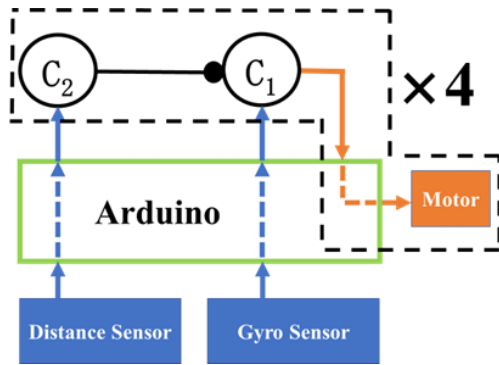 C₂
C₁
×4
Arduino
Motor
Distance Sensor
Gyro Sensor